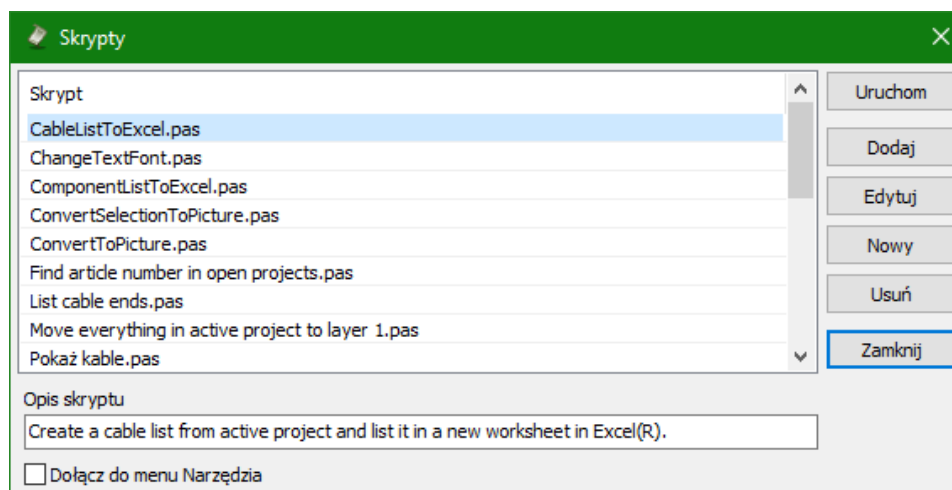 Skrypty
Skrypt
CableListToExcel.pas
ChangeTextFont.pas
ComponentListToExcel.pas
ConvertSelectionToPicture.pas
ConvertToPicture.pas
Find article number in open projects.pas
List cable ends.pas
Move everything in active project to layer 1.pas
Pokaż kable.pas
Uruchom
Dodaj
Edytuj
Nowy
Usuń
Zamknij
Opis skryptu
Create a cable list from active project and list it in a new worksheet in Excel(R).
Dołącz do menu Narzędzia